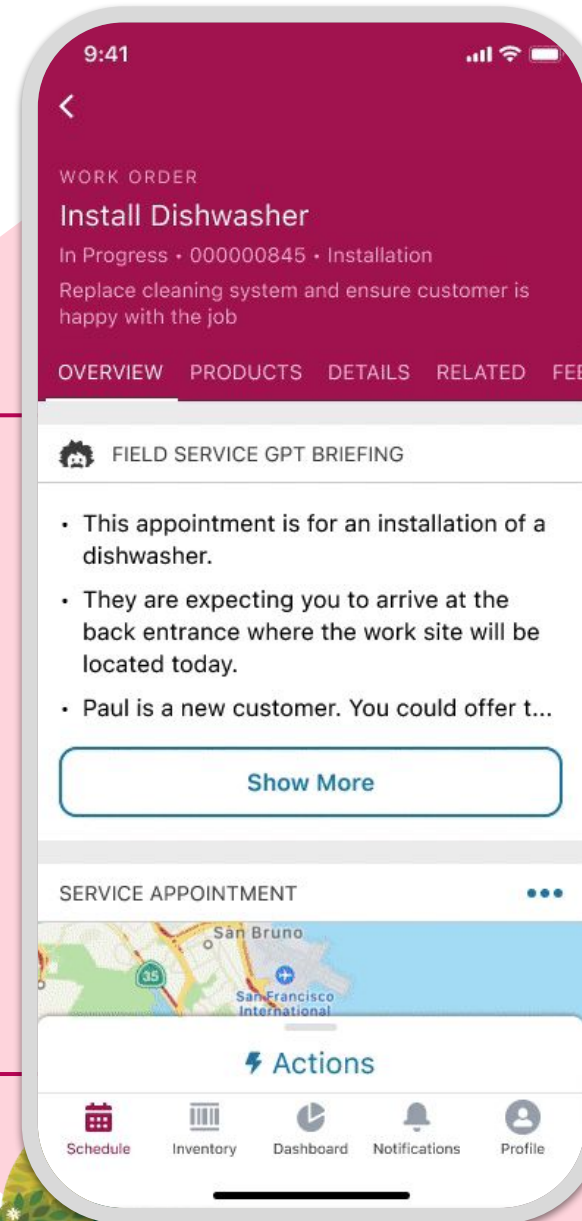 9:41
WORK ORDER
Install Dishwasher
In Progress • 000000845 • Installation
Replace cleaning system and ensure customer is
happy with the job
OVERVIEW PRODUCTS DETAILS RELATED FEE
FIELD SERVICE GPT BRIEFING
• This appointment is for an installation of a
dishwasher.
• They are expecting you to arrive at the
back entrance where the work site will be
located today.
• Paul is a new customer. You could offer t...
Show More
SERVICE APPOINTMENT
San Bruno
35
San Francisco
International
Actions
Schedule Inventory Dashboard Notifications Profile